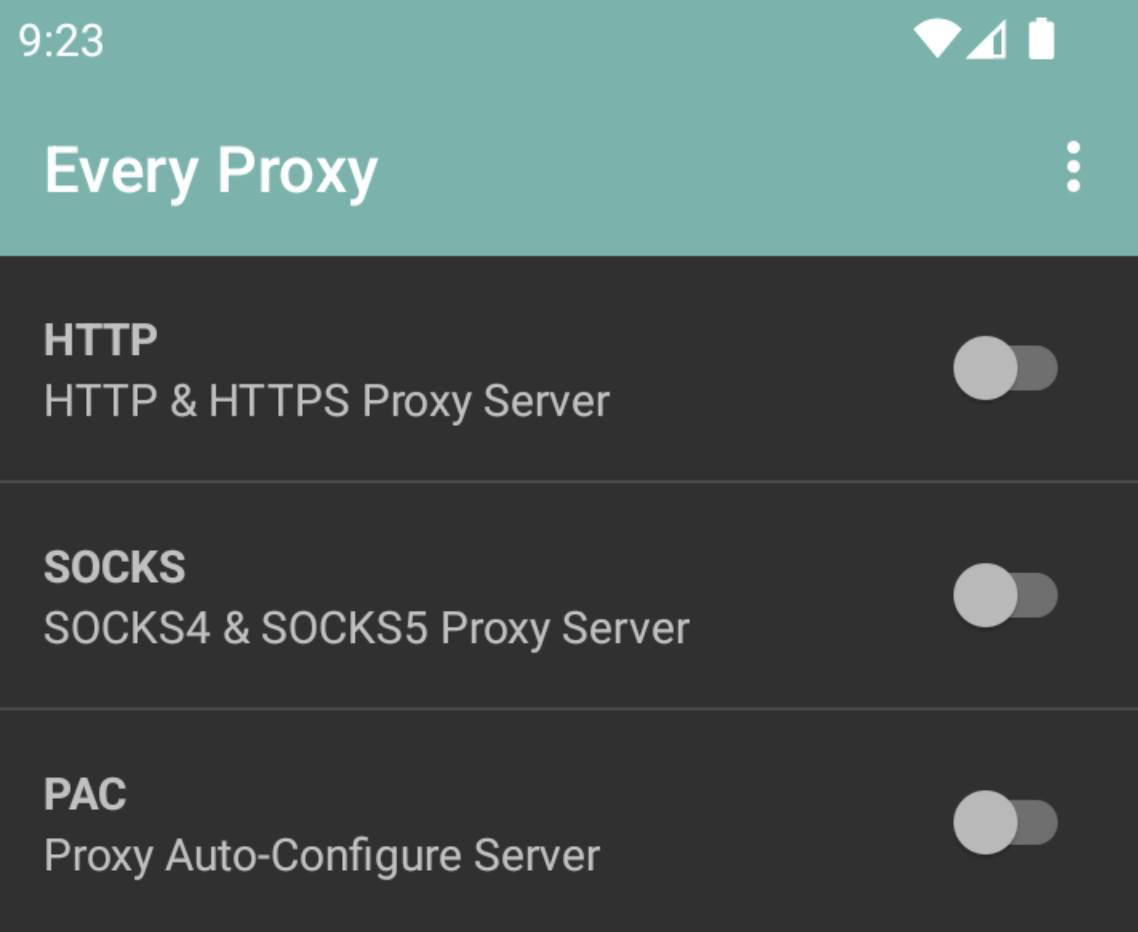 9:23
Every Proxy
HTTP
HTTP & HTTPS Proxy Server
SOCKS
SOCKS4 & SOCKS5 Proxy Server
PAC
Proxy Auto-Configure Server